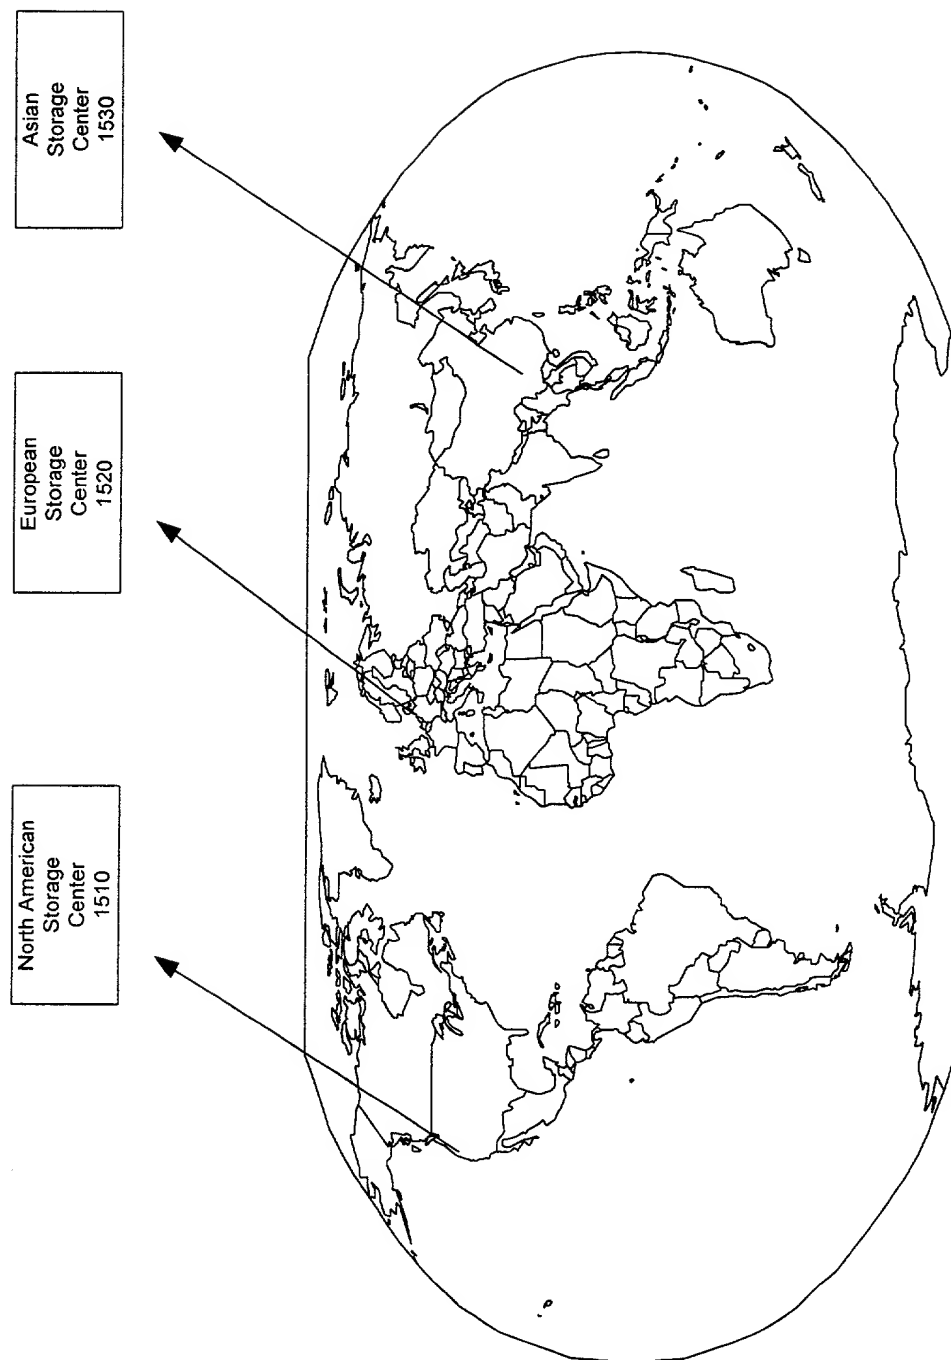 North American
Storage
Center
1510
European
Storage
Center
1520
Asian
Storage
Center
1530